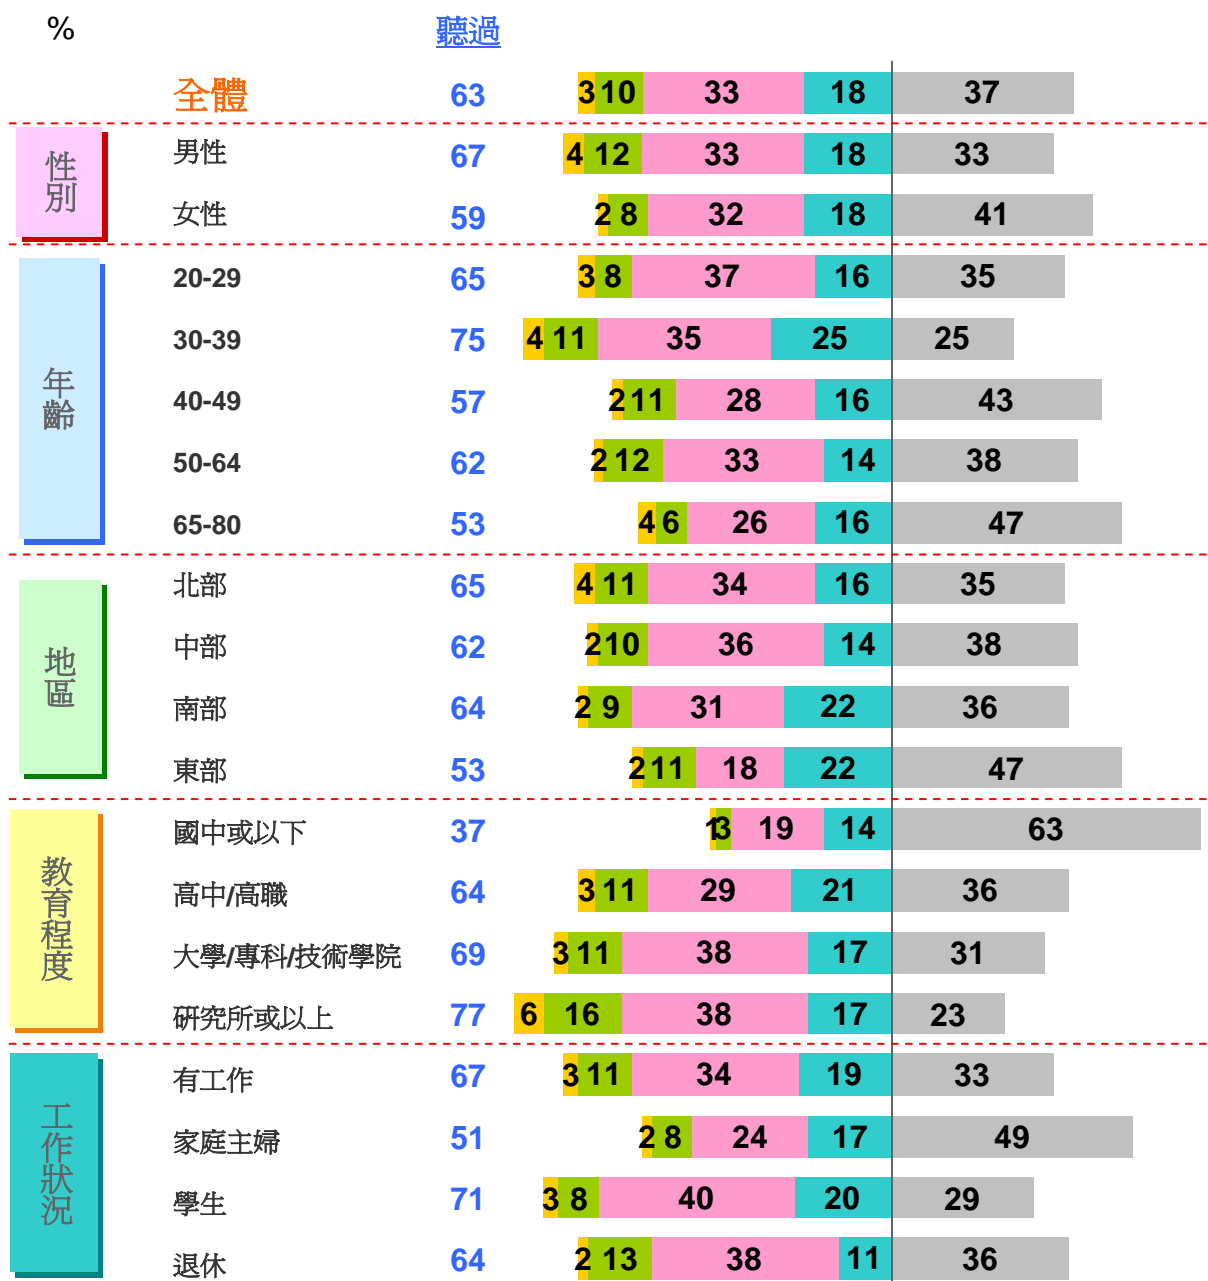 % 聽過
全體 63 3 10 33 18 37
性別
男性 67 4 12 33 18 33
女性 59 2 8 32 18 41
年齡
20-29 65 3 8 37 16 35
30-39 75 4 11 35 25 25
40-49 57 2 11 28 16 43
50-64 62 2 12 33 14 38
65-80 53 4 6 26 16 47
地區
北部 65 4 11 34 16 35
中部 62 2 10 36 14 38
南部 64 2 9 31 22 36
東部 53 2 11 18 22 47
教育程度
國中或以下 37 1 3 19 14 63
高中/高職 64 3 11 29 21 36
大學/專科/技術學院 69 3 11 38 17 31
研究所或以上 77 6 16 38 17 23
工作狀況
有工作 67 3 11 34 19 33
家庭主婦 51 2 8 24 17 49
學生 71 3 8 40 20 29
退休 64 2 13 38 11 36